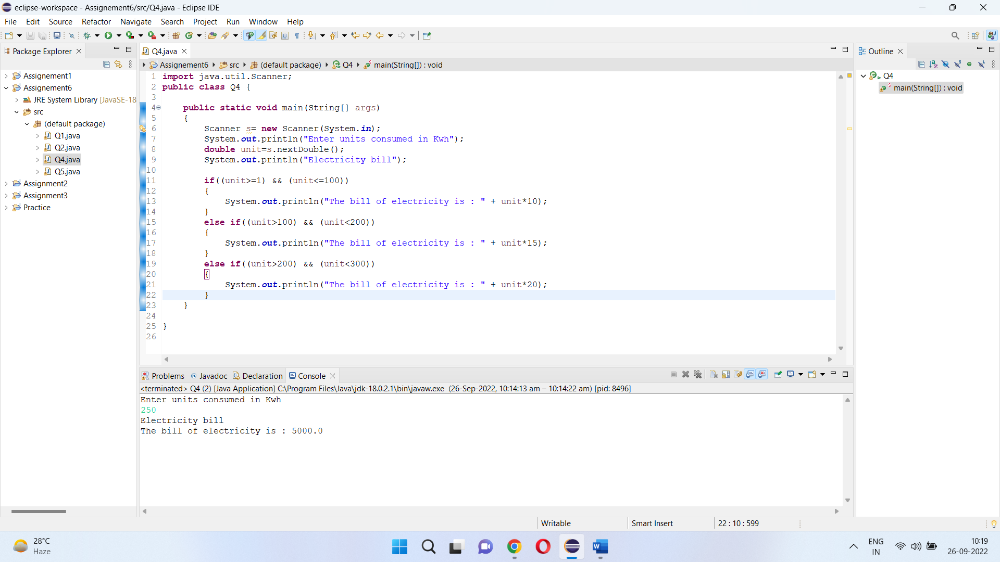 eclipse-workspace - Assignement6/src/Q4.java - Eclipse IDE
File Edit Source Refactor Navigate Search Project Run Window Help
Package Explorer
Assignement1
Assignement6
JRE System Library [JavaSE-18
src
(default package)
Q1.java
Q2.java
Q4.java
Q5.java
Assignment2
Assignment3
Practice
Q4.java
Assignement6 src (default package) Q4 main(String[]) : void
1 import java.util.Scanner;
2 public class Q4 {
3
4 public static void main(String[] args)
5 {
6 Scanner s= new Scanner(System.in);
7 System.out.println("Enter units consumed in Kwh");
8 double unit=s.nextDouble();
9 System.out.println("Electricity bill");
10
11 if((unit>=1) && (unit<=100))
12 {
13 System.out.println("The bill of electricity is : " + unit*10);
14 }
15 else if((unit>100) && (unit<200))
16 {
17 System.out.println("The bill of electricity is : " + unit*15);
18 }
19 else if((unit>200) && (unit<300))
20 {
21 System.out.println("The bill of electricity is : " + unit*20);
22 }
23 }
24
25 }
26
Problems @ Javadoc Declaration Console
<terminated> Q4 (2) [Java Application] C:\Program Files\Java\jdk-18.0.2.1\bin\javaw.exe (26-Sep-2022, 10:14:13 am – 10:14:22 am) [pid: 8496]
Enter units consumed in Kwh
250
Electricity bill
The bill of electricity is : 5000.0
Outline
Q4
main(String[]) : void
Writable Smart Insert 22 : 10 : 599
28°C
Haze
ENG
IN
10:19
26-09-2022